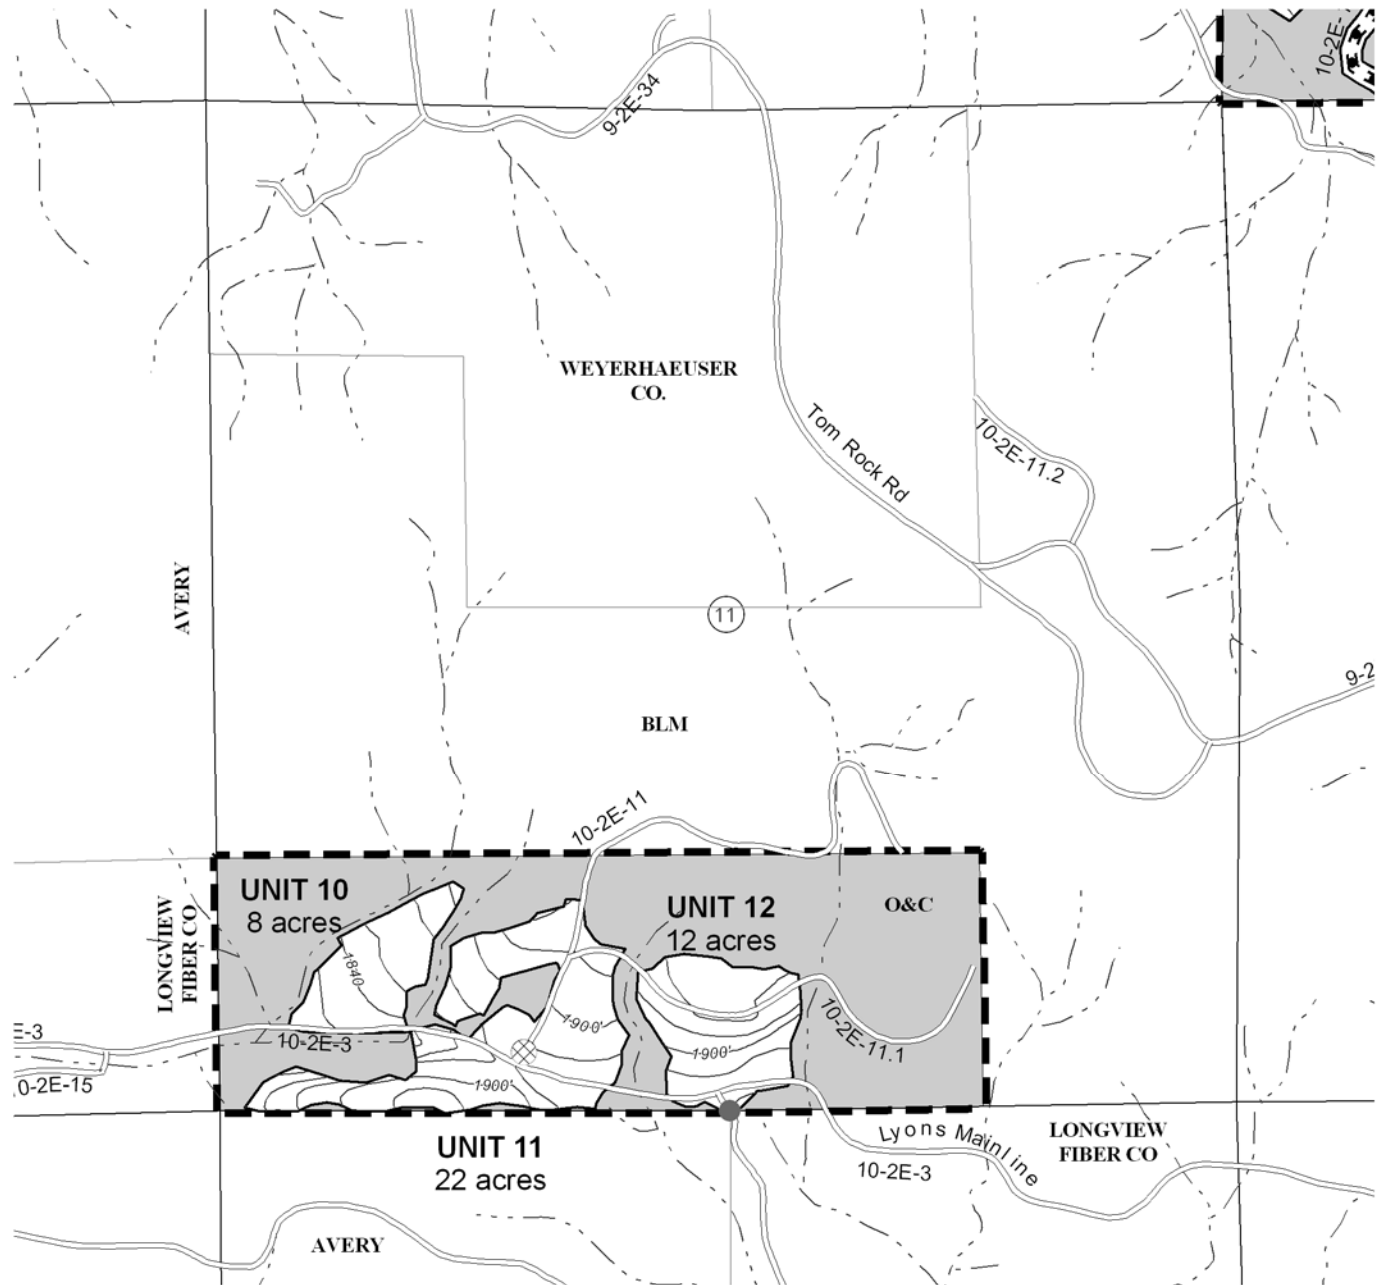 10-2E-
9-2E-34
WEYERHAEUSER
CO.
Tom Rock Rd
10-2E-11.2
AVERY
11
9-2
BLM
10-2E-11
UNIT 10
8 acres
UNIT 12
12 acres
O&C
LONGVIEW
FIBER CO
1840
1900'
1900'
10-2E-11.1
E-3
10-2E-3
0-2E-15
1900'
UNIT 11
22 acres
Lyons Mainline
10-2E-3
LONGVIEW
FIBER CO
AVERY